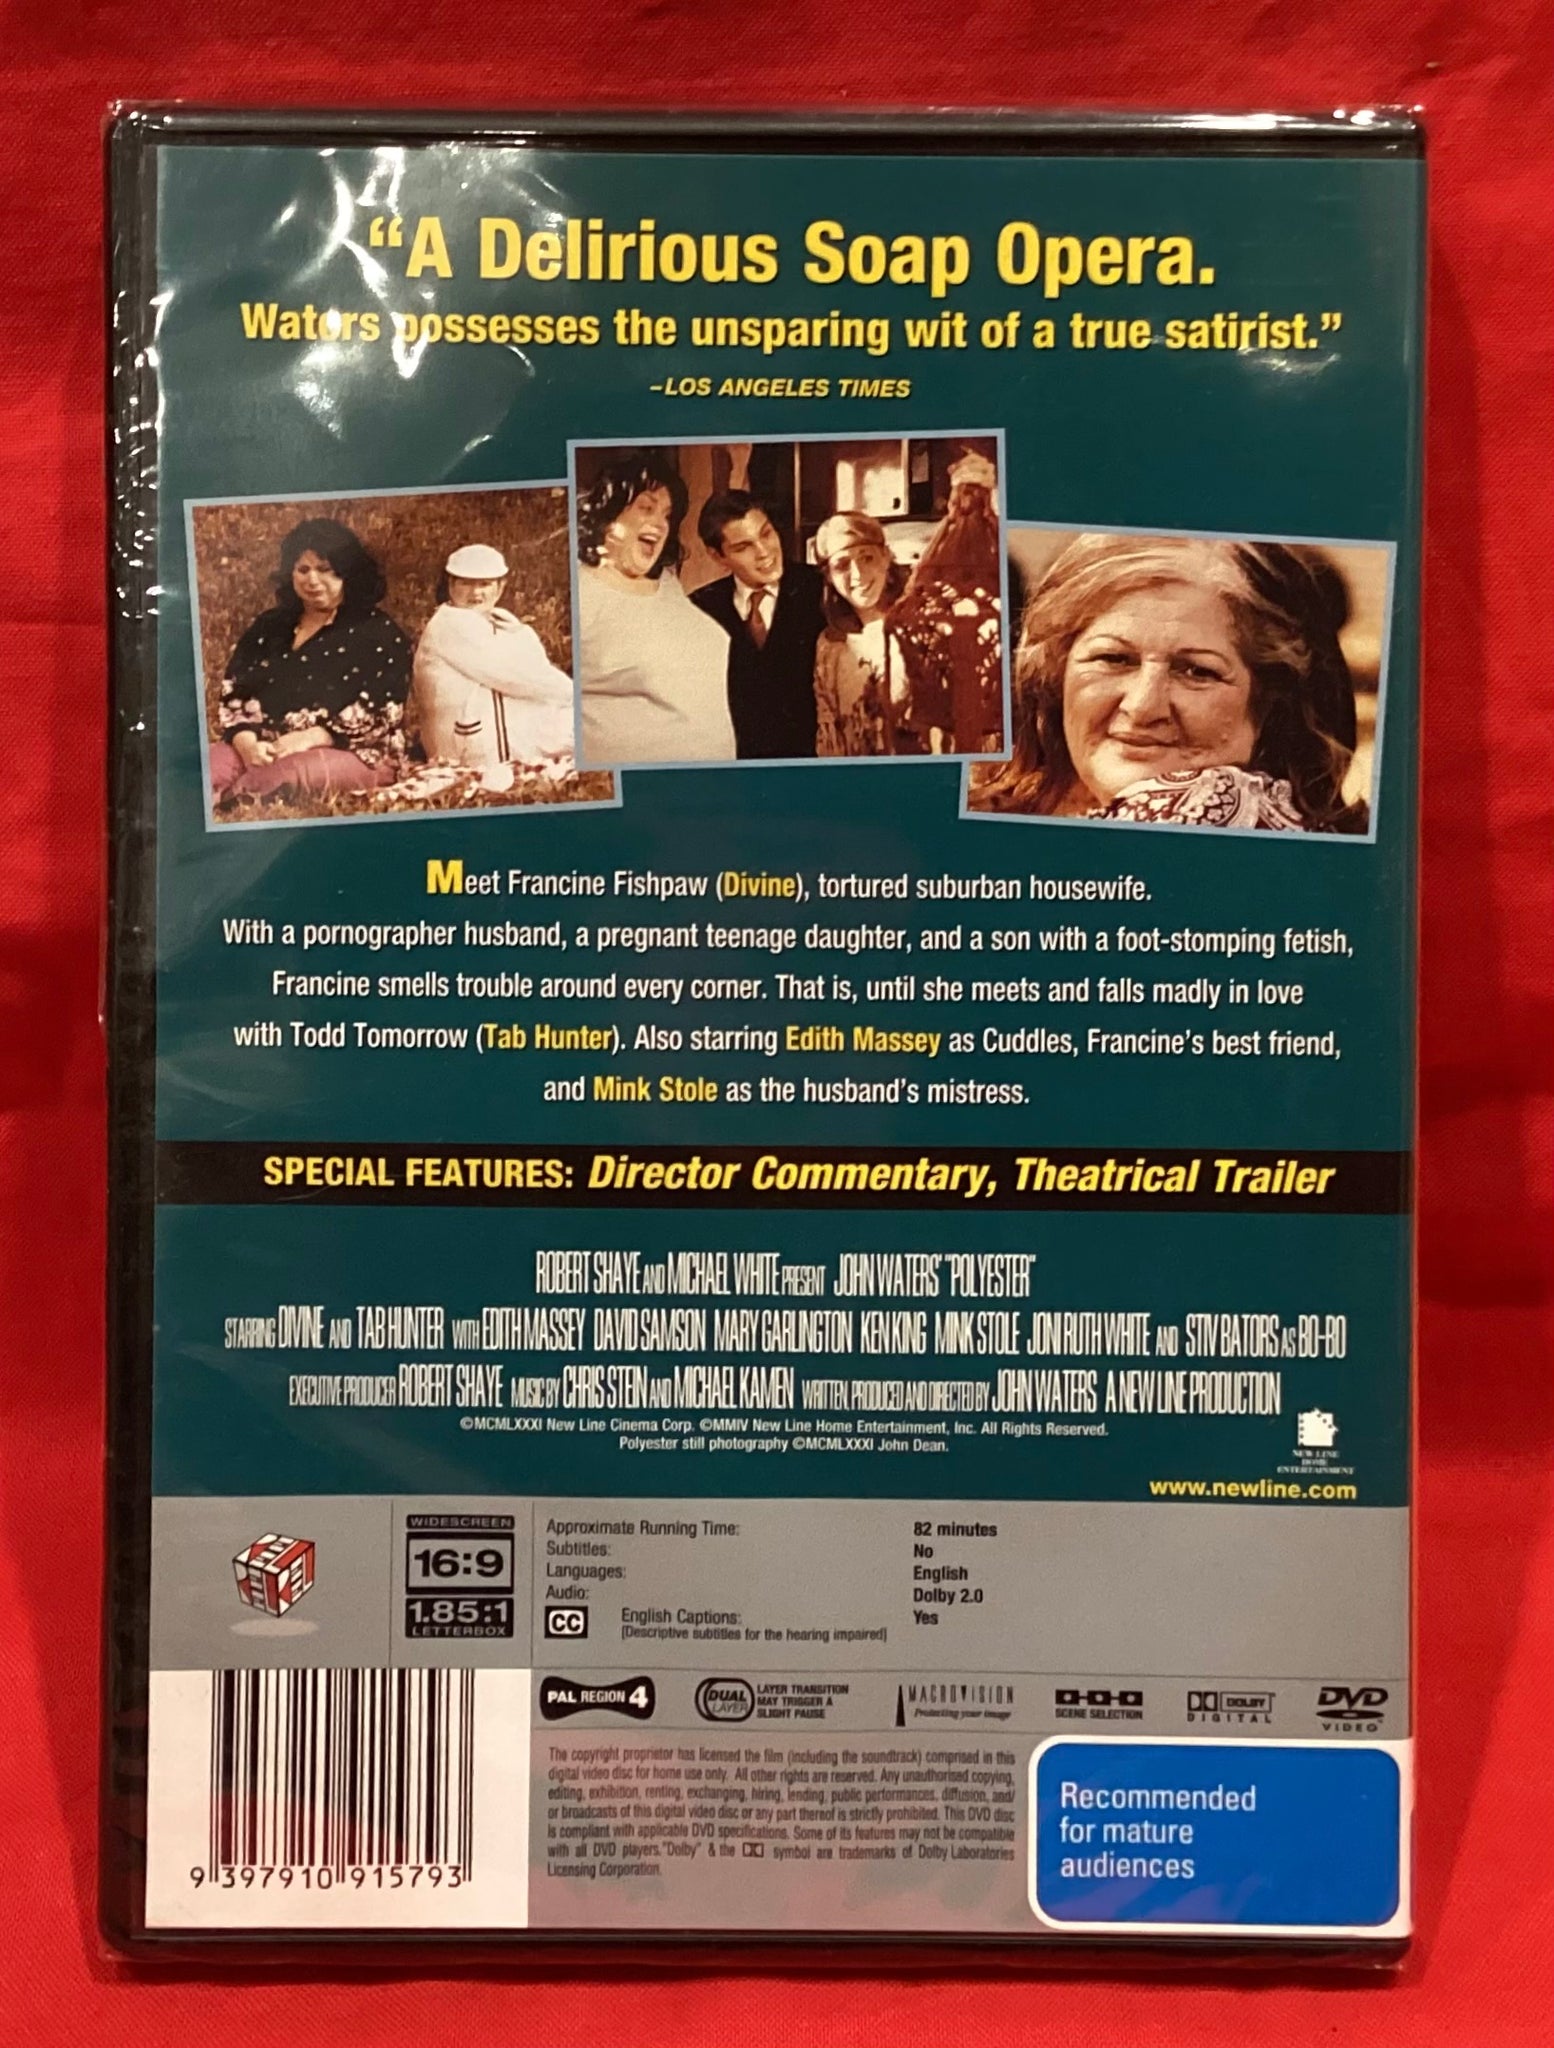 “A Delirious Soap Opera.
Waters possesses the unsparing wit of a true satirist.”
–LOS ANGELES TIMES
Meet Francine Fishpaw (Divine), tortured suburban housewife.
With a pornographer husband, a pregnant teenage daughter, and a son with a foot-stomping fetish,
Francine smells trouble around every corner. That is, until she meets and falls madly in love
with Todd Tomorrow (Tab Hunter). Also starring Edith Massey as Cuddles, Francine’s best friend,
and Mink Stole as the husband’s mistress.
SPECIAL FEATURES: Director Commentary, Theatrical Trailer
ROBERT SHAYE AND MICHAEL WHITE PRESENT JOHN WATERS’ "POLYESTER"
STARRING DIVINE AND TAB HUNTER WITH EDITH MASSEY DAVID SAMSON MARY GARLINGTON KEN KING MINK STOLE JONI RUTH WHITE AND STIV BATORS AS BO-BO
EXECUTIVE PRODUCER ROBERT SHAYE MUSIC BY CHRIS STEIN AND MICHAEL KAMEN WRITTEN, PRODUCED AND DIRECTED BY JOHN WATERS A NEW LINE PRODUCTION
©MCMLXXXI New Line Cinema Corp. ©MMIV New Line Home Entertainment, Inc. All Rights Reserved.
Polyester still photography ©MCMLXXXI John Dean.
NEW LINE
HOME
ENTERTAINMENT
www.newline.com
WIDESCREEN
16:9
1.85:1
LETTERBOX
Approximate Running Time: 82 minutes
Subtitles: No
Languages: English
Audio: Dolby 2.0
CC English Captions: Yes
(Descriptive subtitles for the hearing impaired)
PAL REGION 4
DUAL LAYER
LAYER TRANSITION
MAY TRIGGER A
SLIGHT PAUSE
MACROVISION
Protecting your image
SCENE SELECTION
DOLBY
DIGITAL
DVD
VIDEO
The copyright proprietor has licensed the film (including the soundtrack) comprised in this
digital video disc for home use only. All other rights are reserved. Any unauthorised copying,
editing, exhibition, renting, exchanging, hiring, lending, public performances, diffusion, and/
or broadcasts of this digital video disc or any part thereof is strictly prohibited. This DVD disc
is compliant with applicable DVD specifications. Some of its features may not be compatible
with all DVD players. "Dolby" & the symbol are trademarks of Dolby Laboratories
Licensing Corporation.
9 397910 915793
Recommended
for mature
audiences